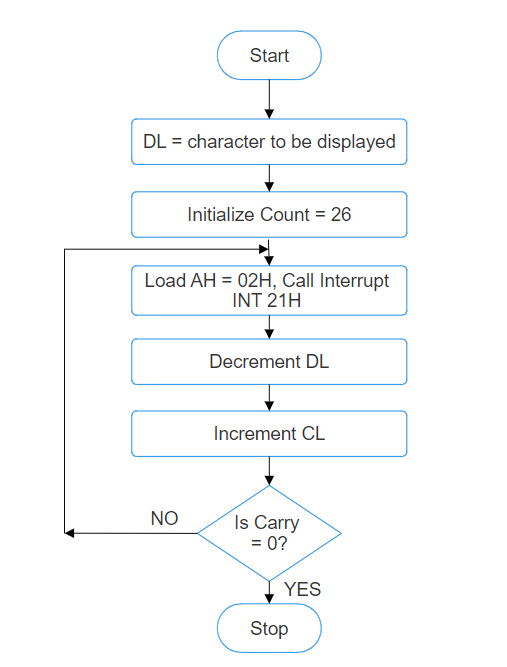 Start
DL = character to be displayed
Initialize Count = 26
Load AH = 02H, Call Interrupt
INT 21H
Decrement DL
Increment CL
Is Carry
= 0?
NO
YES
Stop